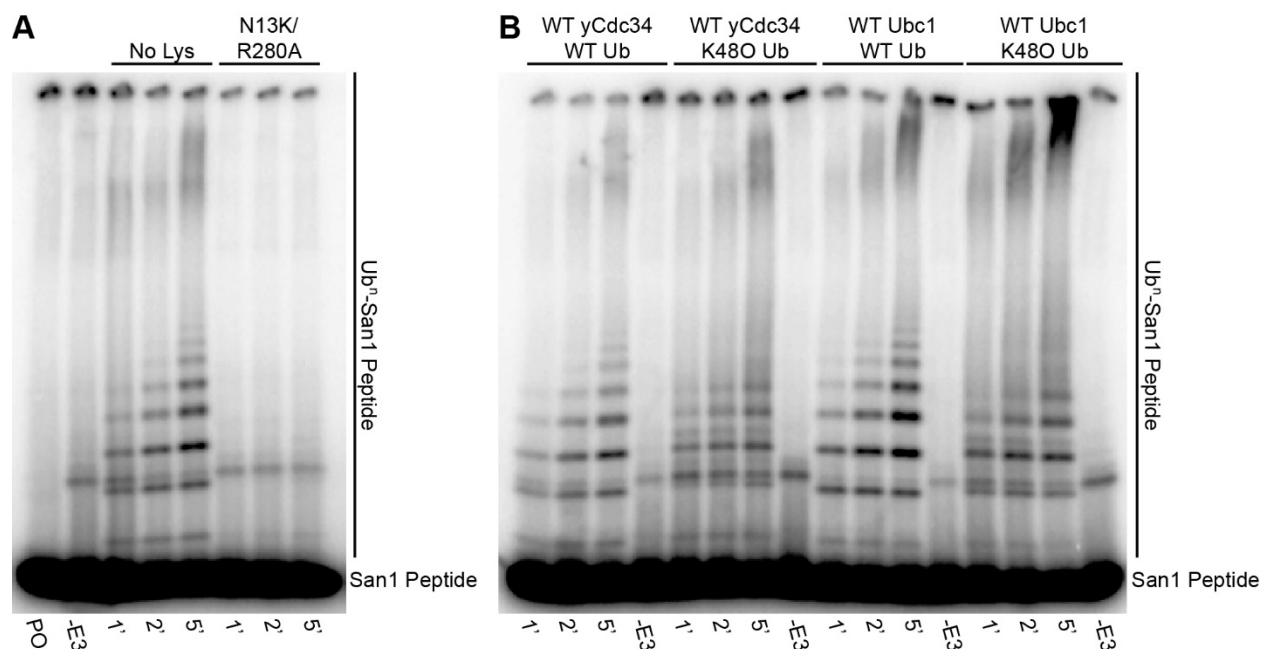 A
No Lys
N13K/
R280A
Ubⁿ-San1 Peptide
San1 Peptide
PO
-E3
1'
2'
5'
1'
2'
5'
B
WT yCdc34
WT Ub
WT yCdc34
K48O Ub
WT Ubc1
WT Ub
WT Ubc1
K48O Ub
Ubⁿ-San1 Peptide
San1 Peptide
1'
2'
5'
-E3
1'
2'
5'
-E3
1'
2'
5'
-E3
1'
2'
5'
-E3